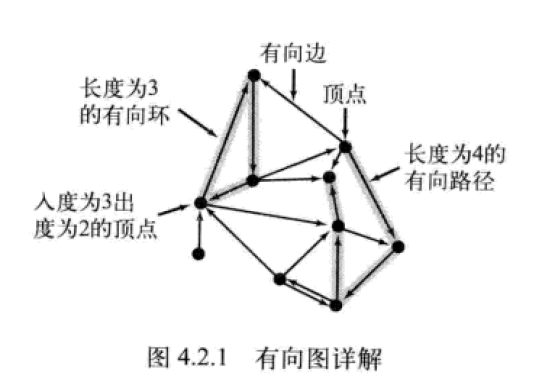 有向边
长度为3
的有向环
顶点
长度为4的
有向路径
入度为3出
度为2的顶点
图 4.2.1 有向图详解